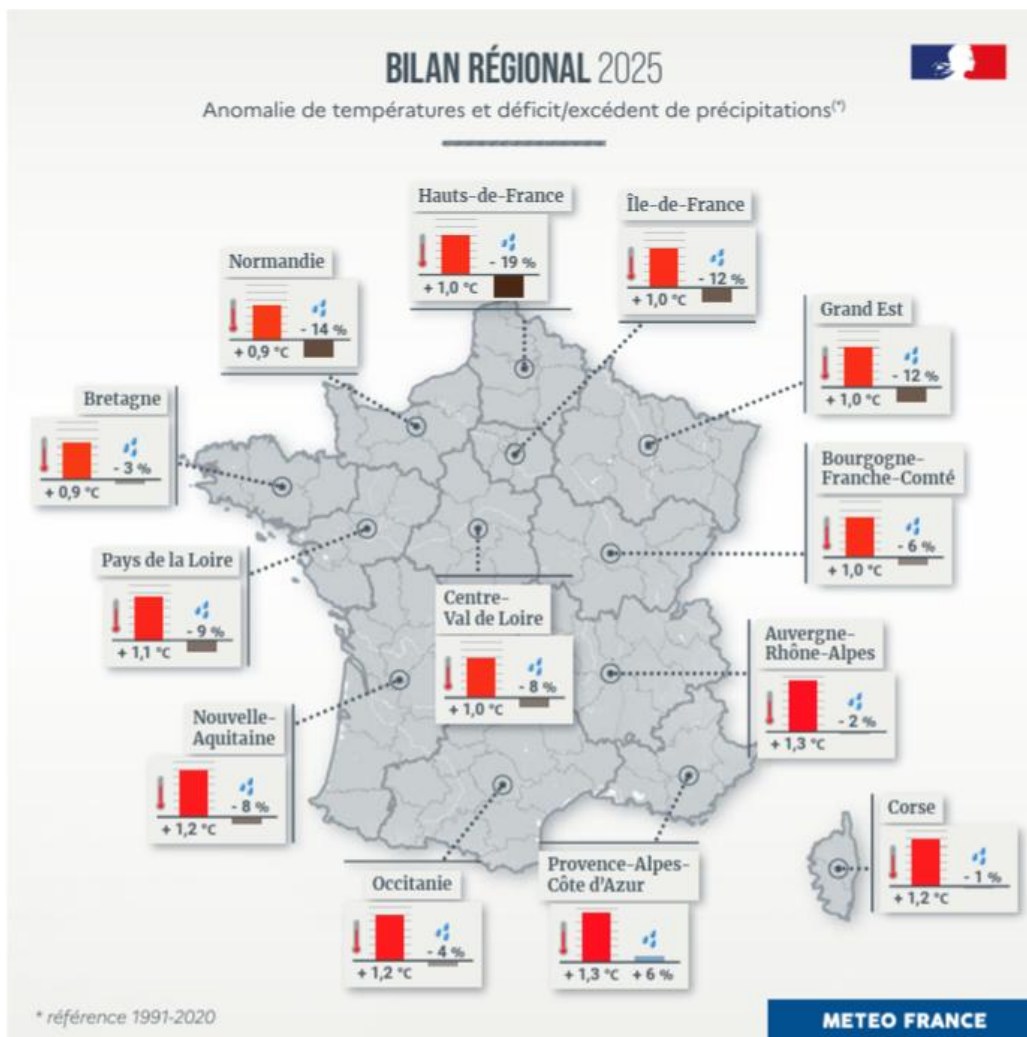 BILAN RÉGIONAL 2025
Anomalie de températures et déficit/excédent de précipitations(*)
Hauts-de-France
- 19 %
+ 1,0 °C
Île-de-France
- 12 %
+ 1,0 °C
Normandie
- 14 %
+ 0,9 °C
Grand Est
- 12 %
+ 1,0 °C
Bretagne
- 3 %
+ 0,9 °C
Bourgogne-
Franche-Comté
- 6 %
+ 1,0 °C
Pays de la Loire
- 9 %
+ 1,1 °C
Centre-
Val de Loire
- 8 %
+ 1,0 °C
Auvergne-
Rhône-Alpes
- 2 %
+ 1,3 °C
Nouvelle-
Aquitaine
- 8 %
+ 1,2 °C
Occitanie
- 4 %
+ 1,2 °C
Provence-Alpes-
Côte d'Azur
+ 1,3 °C + 6 %
Corse
- 1 %
+ 1,2 °C
* référence 1991-2020
METEO FRANCE